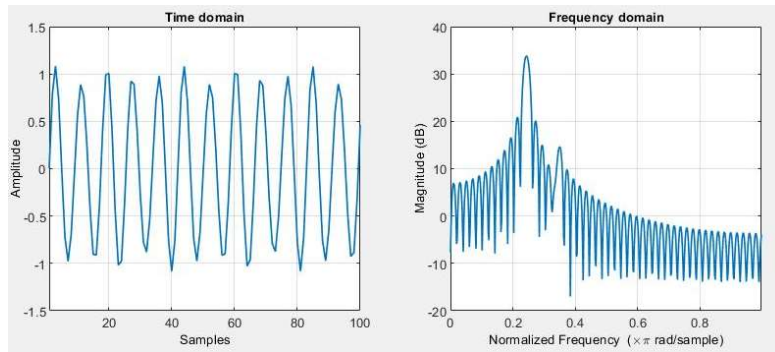 Time domain
1.5
1
0.5
0
-0.5
-1
-1.5
Amplitude
20 40 60 80 100
Samples
Frequency domain
40
30
20
10
0
-10
-20
Magnitude (dB)
0 0.2 0.4 0.6 0.8
Normalized Frequency (×π rad/sample)